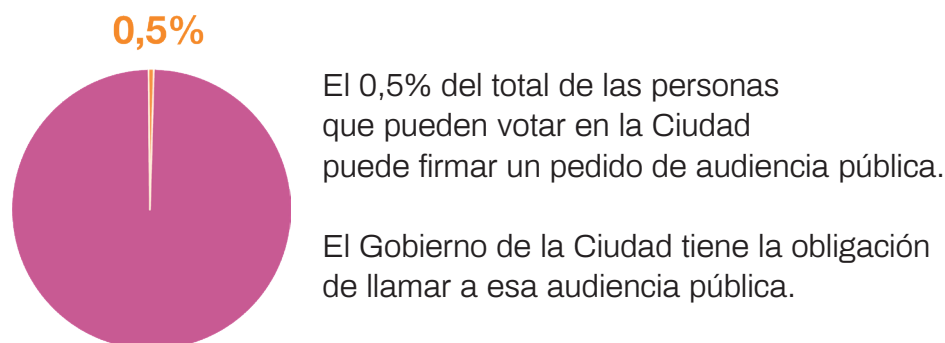 0,5%
El 0,5% del total de las personas
que pueden votar en la Ciudad
puede firmar un pedido de audiencia pública.
El Gobierno de la Ciudad tiene la obligación
de llamar a esa audiencia pública.